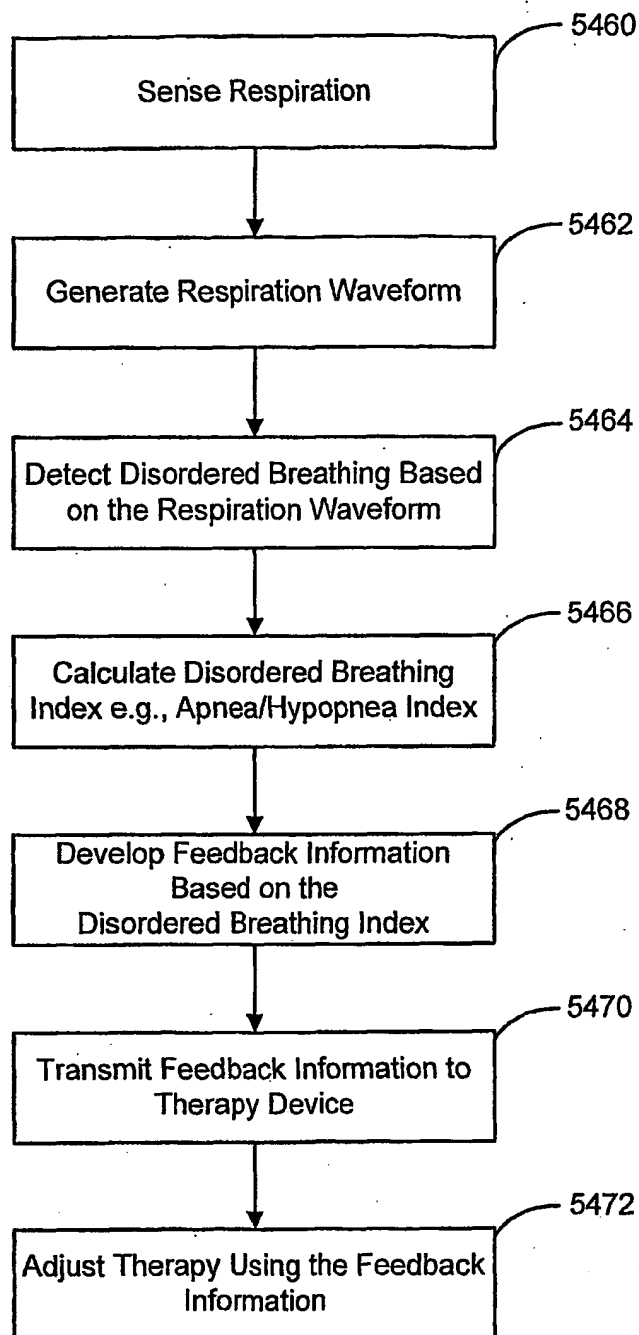 5460
Sense Respiration
5462
Generate Respiration Waveform
5464
Detect Disordered Breathing Based
on the Respiration Waveform
5466
Calculate Disordered Breathing
Index e.g., Apnea/Hypopnea Index
5468
Develop Feedback Information
Based on the
Disordered Breathing Index
5470
Transmit Feedback Information to
Therapy Device
5472
Adjust Therapy Using the Feedback
Information